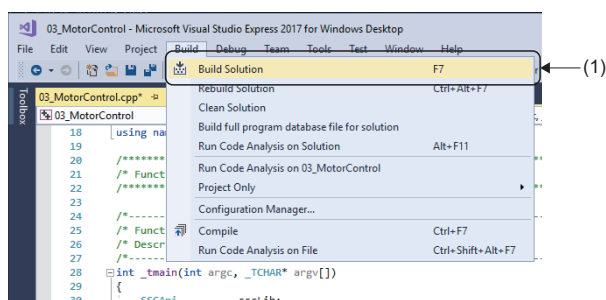 03_MotorControl - Microsoft Visual Studio Express 2017 for Windows Desktop
File Edit View Project Build Debug Team Tools Test Window Help
Build Solution F7
(1)
Rebuild Solution Ctrl+Alt+F7
Clean Solution
Build full program database file for solution
Run Code Analysis on Solution Alt+F11
Run Code Analysis on 03_MotorControl
Project Only
Configuration Manager...
Compile Ctrl+F7
Run Code Analysis on File Ctrl+Shift+Alt+F7
Toolbox
03_MotorControl.cpp*
03_MotorControl
18 using na
19
20 /*******
21 /* Funct
22 /*******
23
24 /*-----
25 /* Funct
26 /* Descr
27 /*-----
28 int _tmain(int argc, _TCHAR* argv[])
29 {